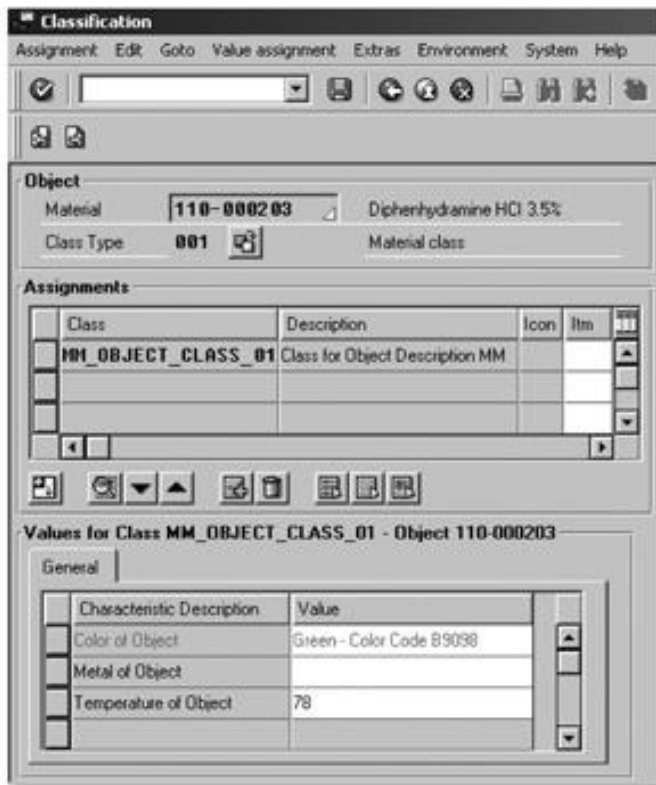 Classification
Assignment Edit Goto Value assignment Extras Environment System Help
Object
Material 110-000203 Diphenhydramine HCl 3.5%
Class Type 001 Material class
Assignments
Class Description Icon Itm
MM_OBJECT_CLASS_01 Class for Object Description MM
Values for Class MM_OBJECT_CLASS_01 - Object 110-000203
General
Characteristic Description Value
Color of Object Green - Color Code B9098
Metal of Object
Temperature of Object 78